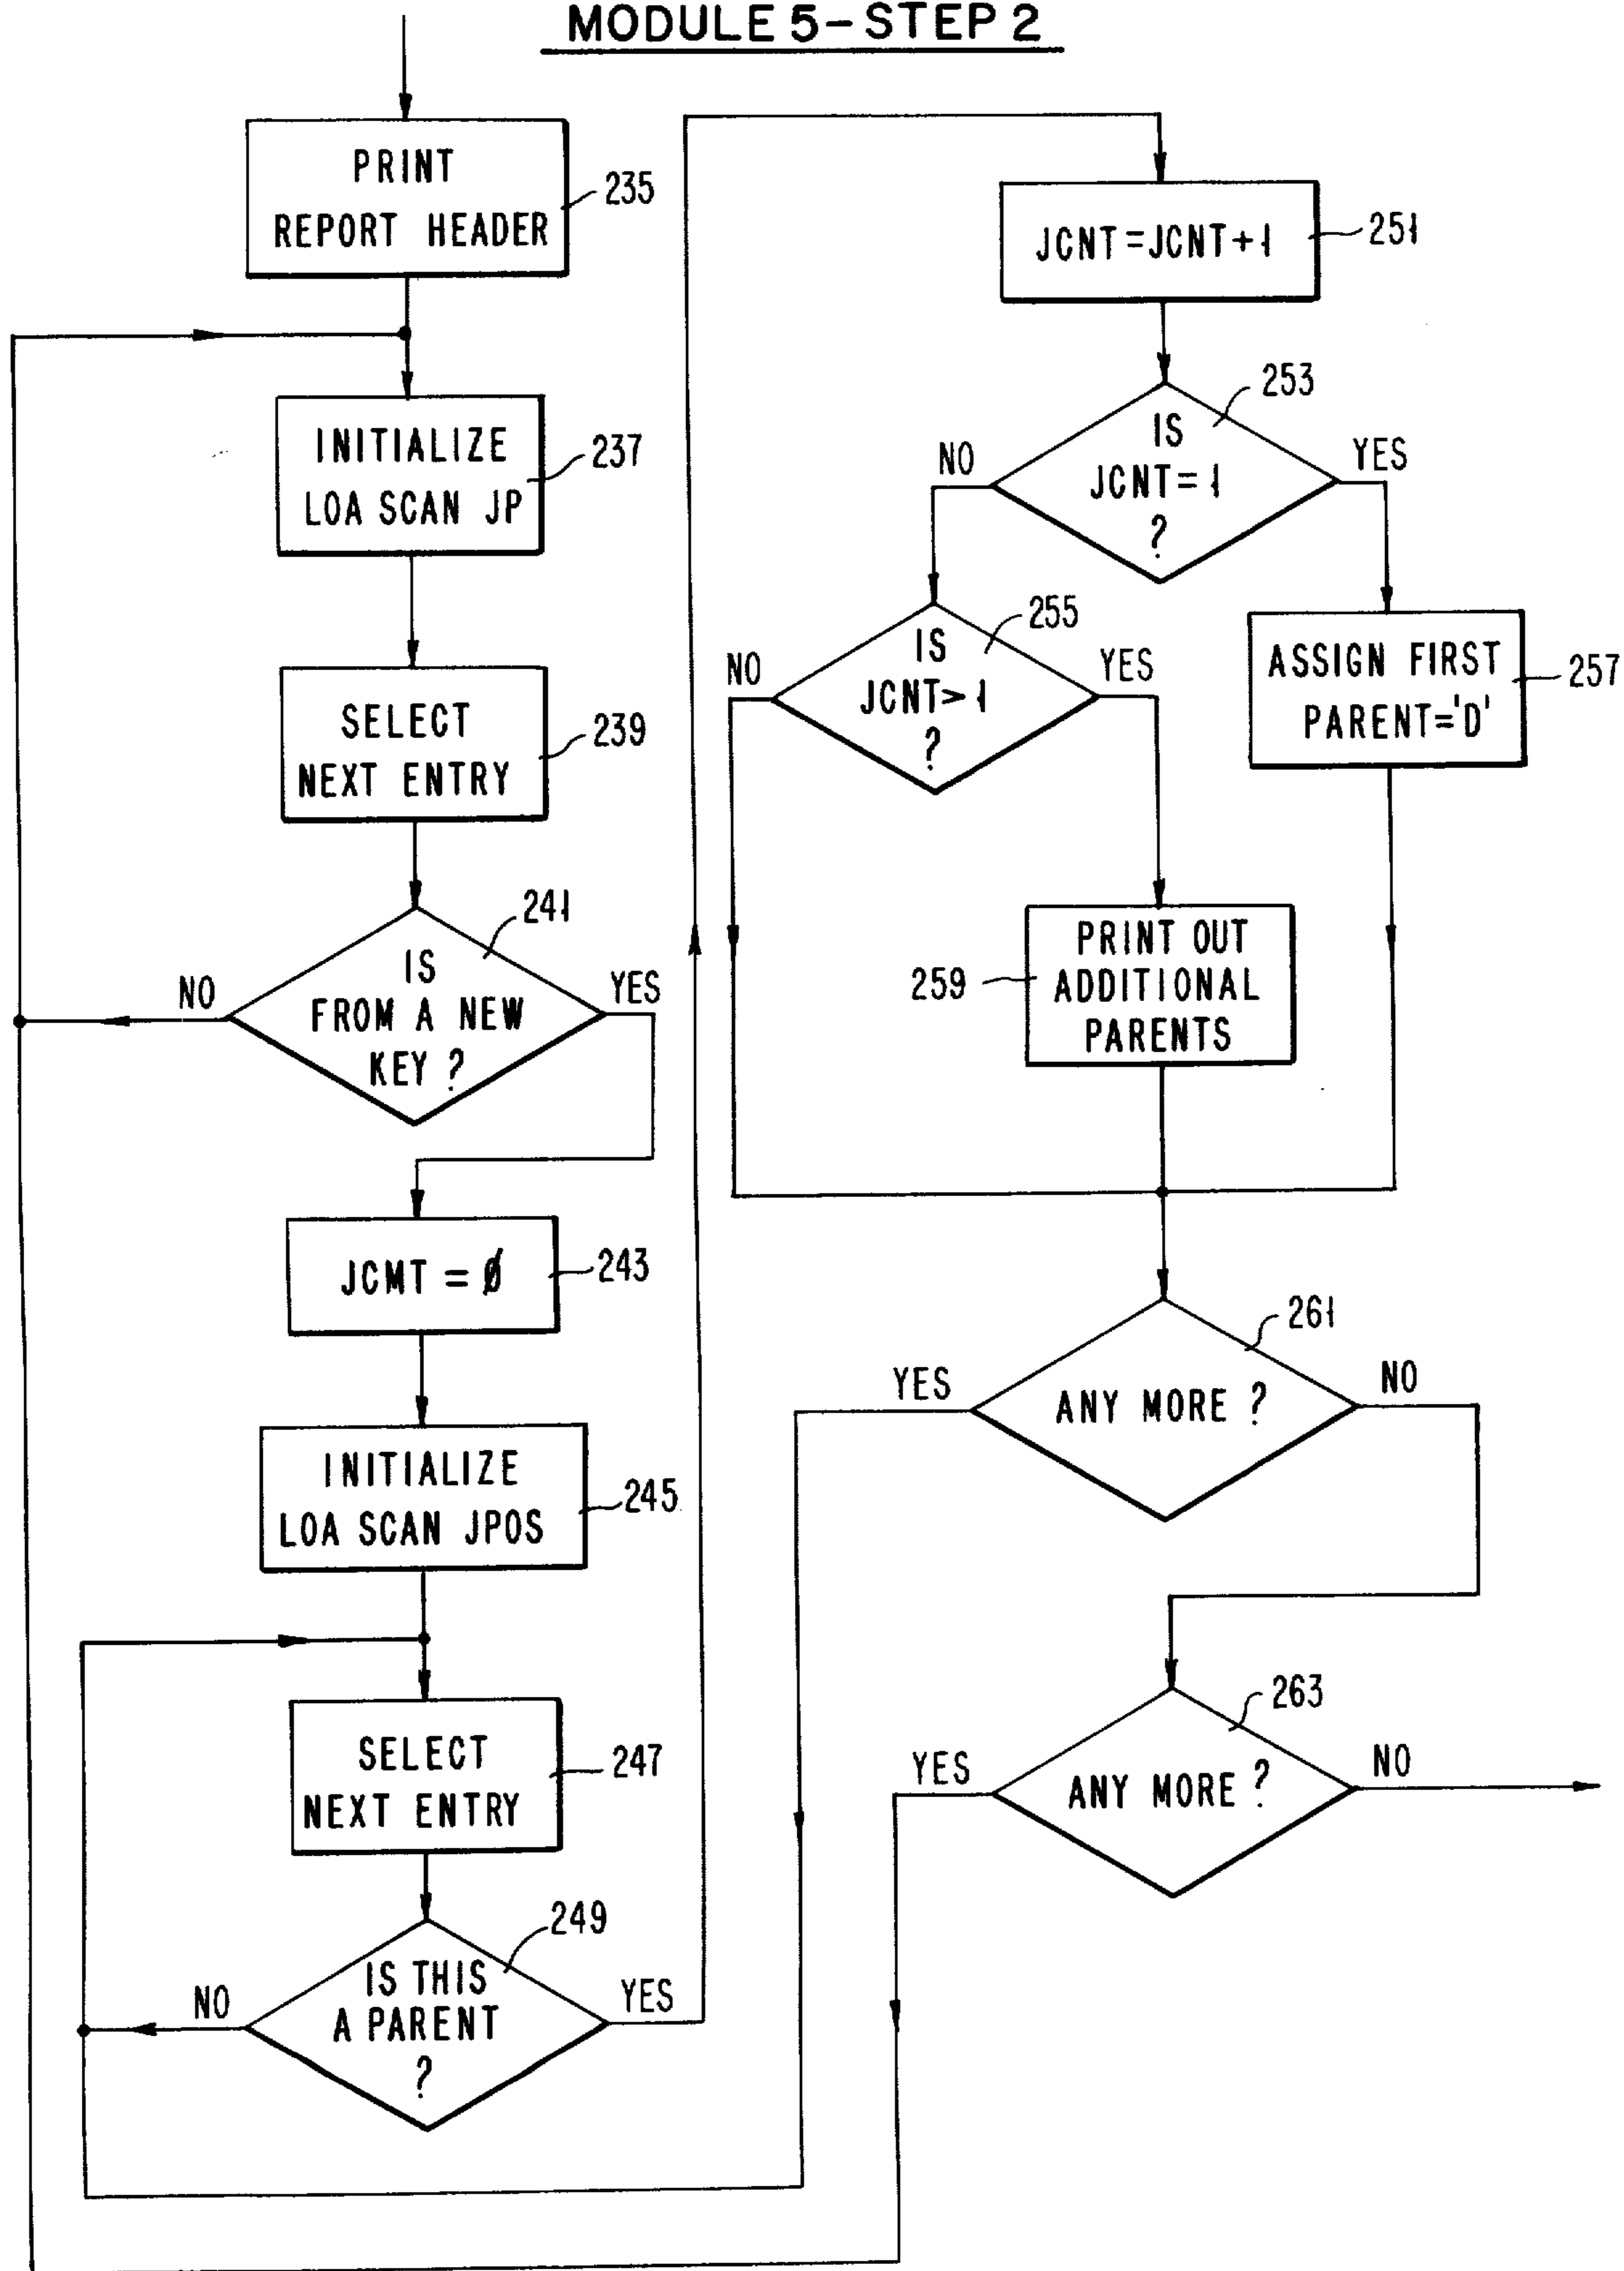 MODULE 5-STEP 2
PRINT
REPORT HEADER
235
INITIALIZE
LOA SCAN JP
237
SELECT
NEXT ENTRY
239
241
IS
FROM A NEW
KEY ?
NO
YES
JCMT = Ø
243
INITIALIZE
LOA SCAN JPOS
245
SELECT
NEXT ENTRY
247
249
IS THIS
A PARENT
?
NO
YES
JCNT=JCNT+1
251
253
IS
JCNT=1
?
NO
YES
255
IS
JCNT>1
?
NO
YES
ASSIGN FIRST
PARENT='D'
257
PRINT OUT
ADDITIONAL
PARENTS
259
261
ANY MORE ?
YES
NO
263
ANY MORE ?
YES
NO